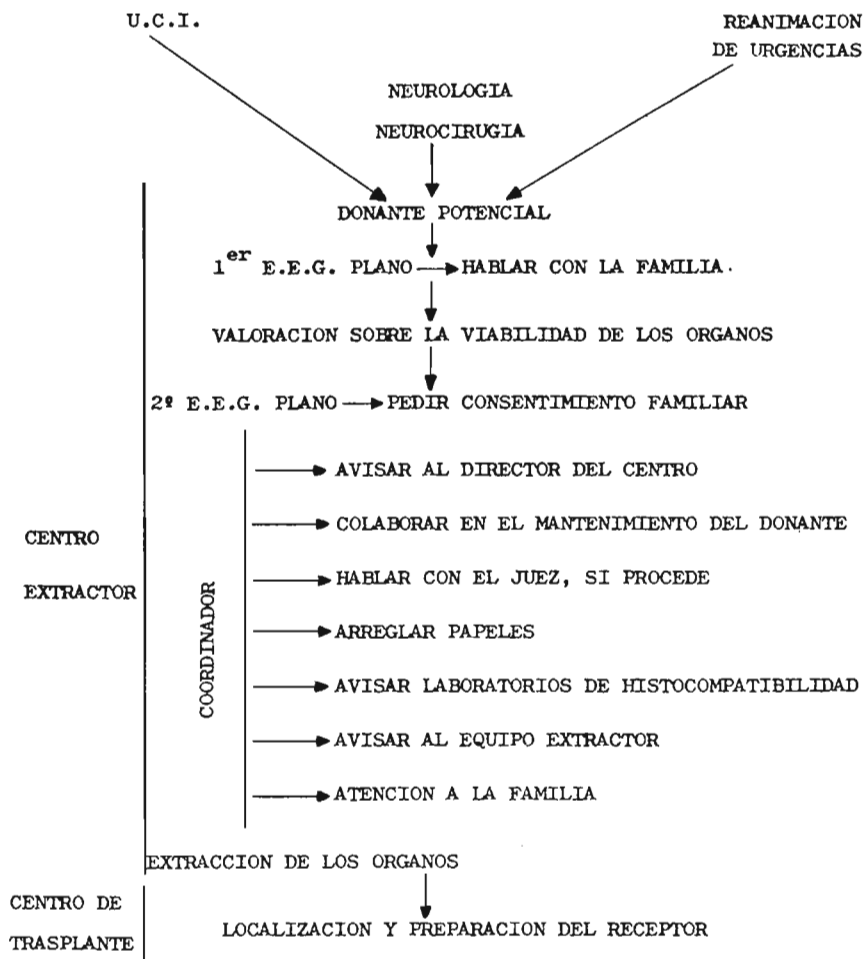 U.C.I.
REANIMACION
DE URGENCIAS
NEUROLOGIA
NEUROCIRUGIA
DONANTE POTENCIAL
1er E.E.G. PLANO HABLAR CON LA FAMILIA.
VALORACION SOBRE LA VIABILIDAD DE LOS ORGANOS
2º E.E.G. PLANO PEDIR CONSENTIMIENTO FAMILIAR
CENTRO
EXTRACTOR
COORDINADOR
AVISAR AL DIRECTOR DEL CENTRO
COLABORAR EN EL MANTENIMIENTO DEL DONANTE
HABLAR CON EL JUEZ, SI PROCEDE
ARREGLAR PAPELES
AVISAR LABORATORIOS DE HISTOCOMPATIBILIDAD
AVISAR AL EQUIPO EXTRACTOR
ATENCION A LA FAMILIA
EXTRACCION DE LOS ORGANOS
CENTRO DE
TRASPLANTE
LOCALIZACION Y PREPARACION DEL RECEPTOR